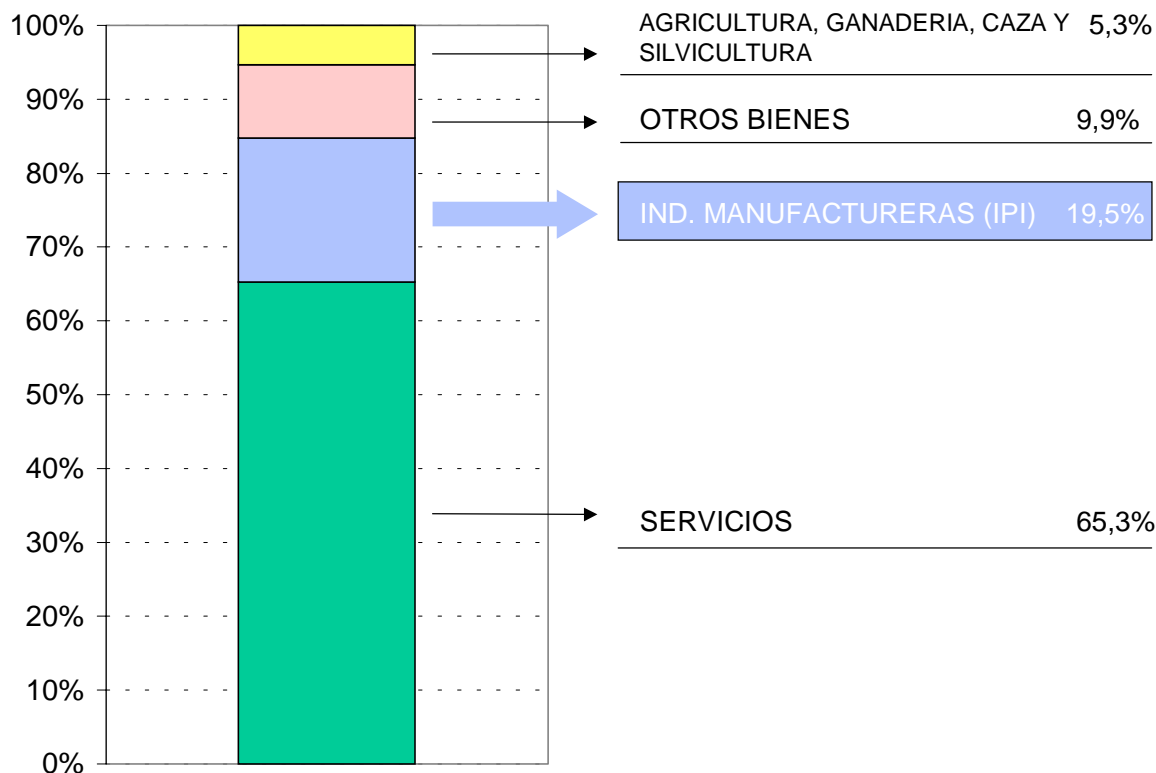 100%
90%
80%
70%
60%
50%
40%
30%
20%
10%
0%
AGRICULTURA, GANADERIA, CAZA Y 5,3%
SILVICULTURA
OTROS BIENES 9,9%
IND. MANUFACTURERAS (IPI) 19,5%
SERVICIOS 65,3%